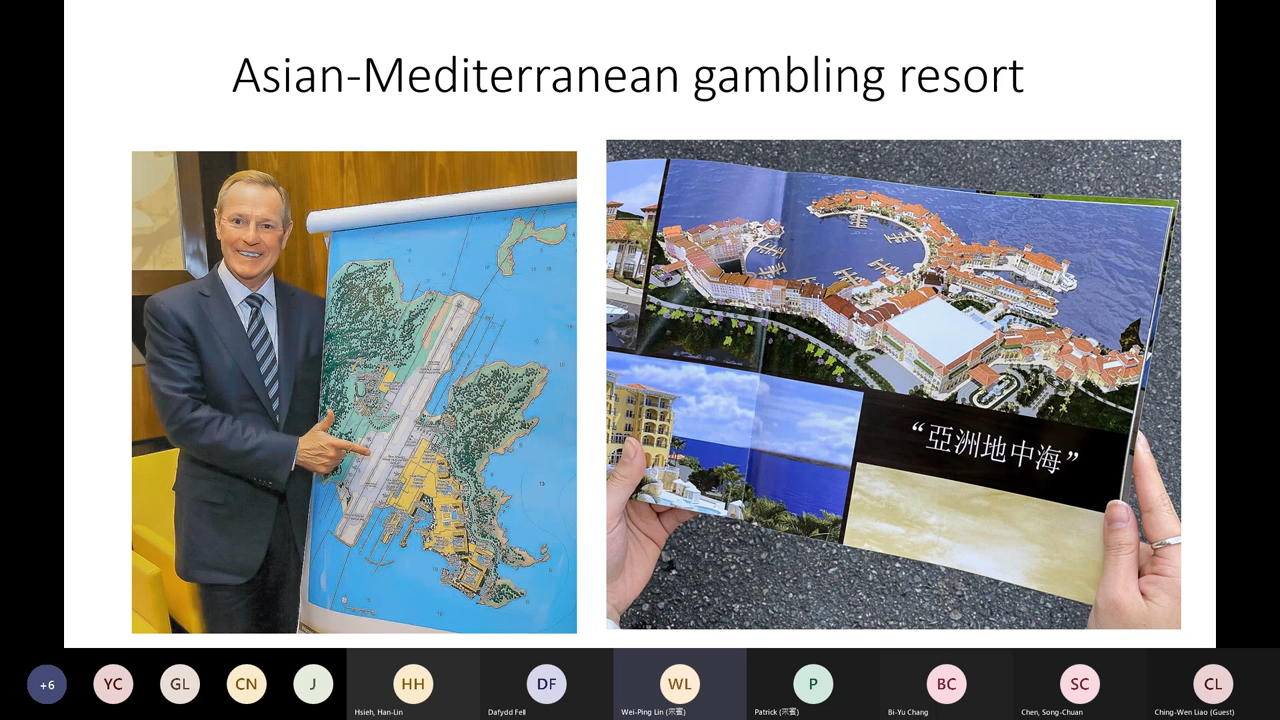 Asian-Mediterranean gambling resort
“亞洲地中海”
+6
YC
GL
CN
J
HH
DF
WL
P
BC
SC
CL
Hsieh, Han-Lin
Dafydd Fell
Wei-Ping Lin (來賓)
Patrick (來賓)
Bi-Yu Chang
Chen, Song-Chuan
Ching-Wen Liao (Guest)